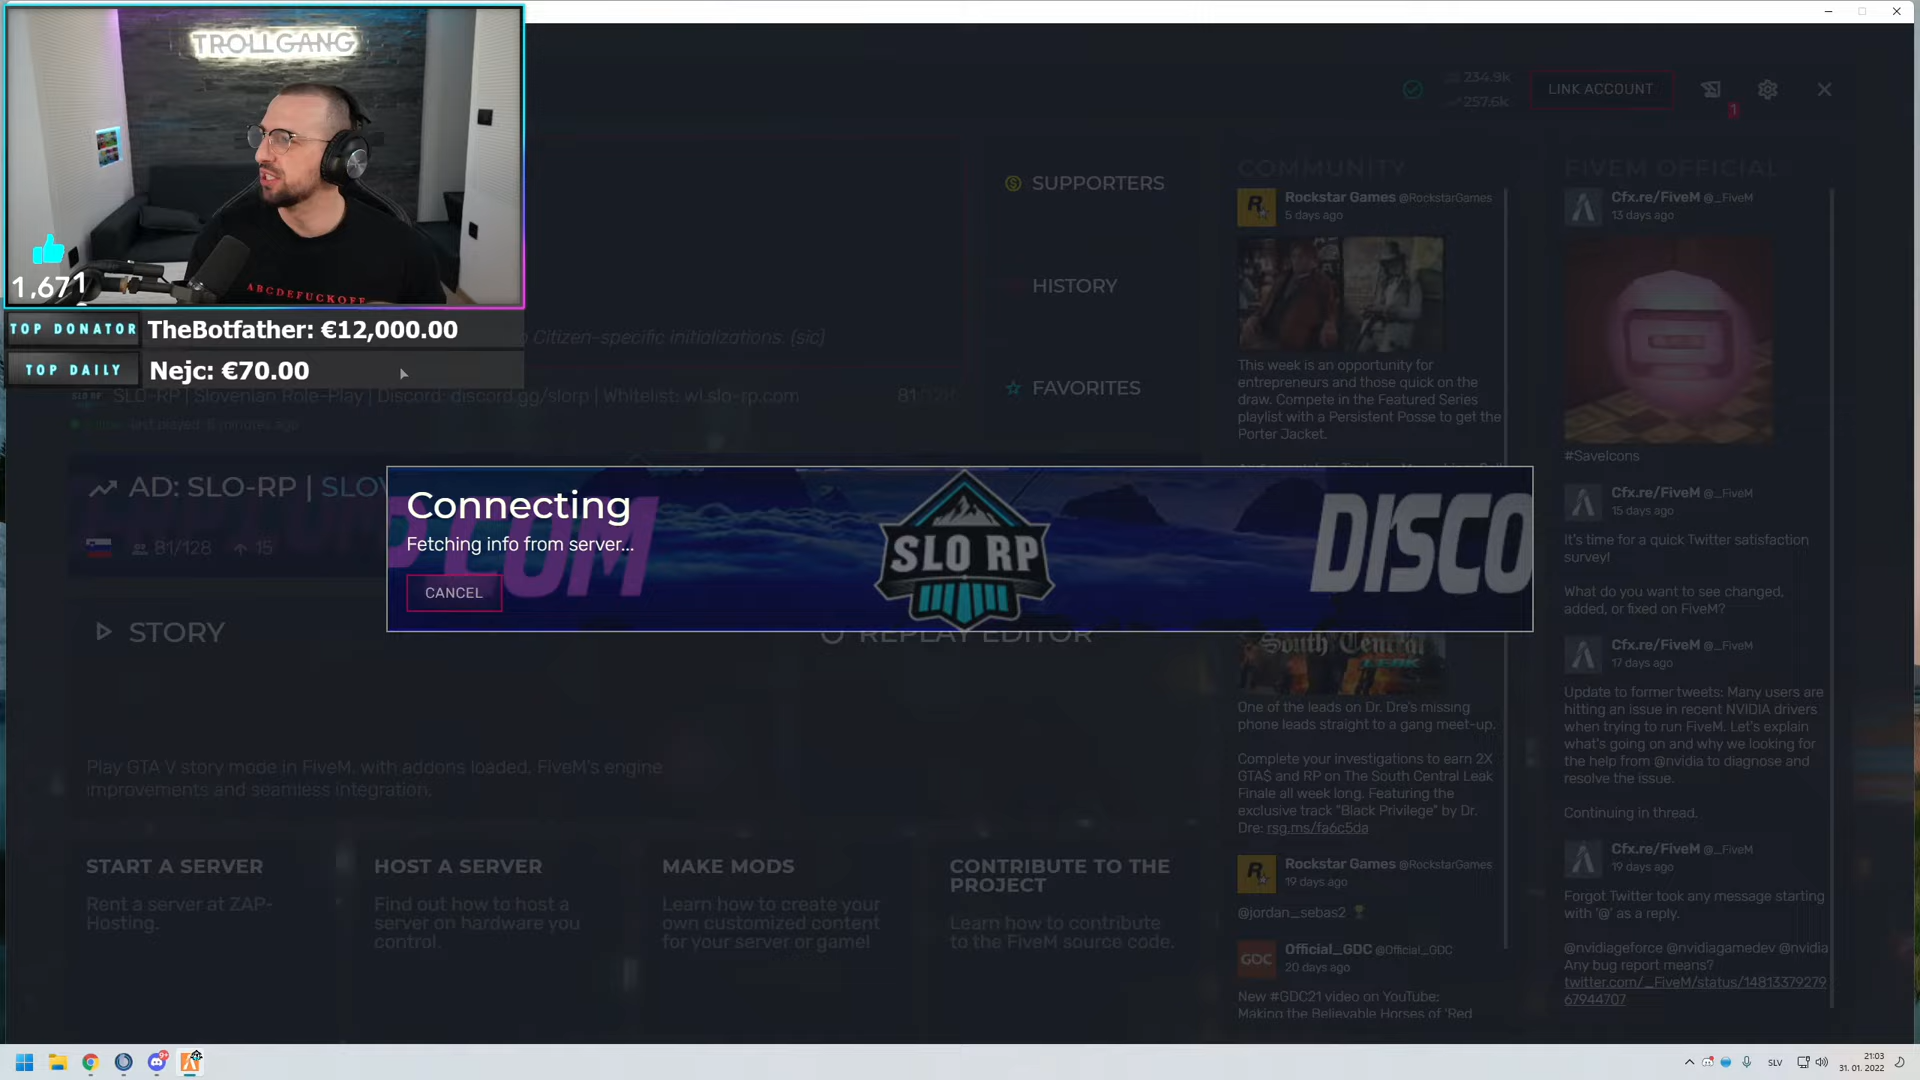 TROLLGANG
ABCDEFUCKOFF
1,671
TOP DONATOR
TheBotfather: €12,000.00
TOP DAILY
Nejc: €70.00
234.9k
257.6k
LINK ACCOUNT
1
Citizen-specific initializations. (sic)
SLO-RP | Slovenian Role-Play | Discord: discord.gg/slorp | Whitelist: wl.slo-rp.com
last played: 6 minutes ago
SUPPORTERS
HISTORY
FAVORITES
AD: SLO-RP | SLOV
81/128
15
Connecting
Fetching info from server...
CANCEL
SLO RP
DISCO
STORY
REPLAY EDITOR
Play GTA V story mode in FiveM, with addons loaded, FiveM's engine
improvements and seamless integration.
START A SERVER
Rent a server at ZAP-
Hosting.
HOST A SERVER
Find out how to host a
server on hardware you
control.
MAKE MODS
Learn how to create your
own customized content
for your server or game!
CONTRIBUTE TO THE
PROJECT
Learn how to contribute
to the FiveM source code.
COMMUNITY
Rockstar Games @RockstarGames
5 days ago
This week is an opportunity for
entrepreneurs and those quick on the
draw. Compete in the Featured Series
playlist with a Persistent Posse to get the
Porter Jacket.
South Central
LEAK
One of the leads on Dr. Dre's missing
phone leads straight to a gang meet-up.
Complete your investigations to earn 2X
GTA$ and RP on The South Central Leak
Finale all week long. Featuring the
exclusive track "Black Privilege" by Dr.
Dre: rsg.ms/fa6c5da
Rockstar Games @RockstarGames
19 days ago
@jordan_sebas2
GDC
Official_GDC @Official_GDC
20 days ago
New #GDC21 video on YouTube:
Making the Believable Horses of 'Red
FIVEM OFFICIAL
Cfx.re/FiveM @_FiveM
13 days ago
#SaveIcons
Cfx.re/FiveM @_FiveM
15 days ago
It's time for a quick Twitter satisfaction
survey!
What do you want to see changed,
added, or fixed on FiveM?
Cfx.re/FiveM @_FiveM
17 days ago
Update to former tweets: Many users are
hitting an issue in recent NVIDIA drivers
when trying to run FiveM. Let's explain
what's going on and why we looking for
the help from @nvidia to diagnose and
resolve the issue.
Continuing in thread.
Cfx.re/FiveM @_FiveM
19 days ago
Forgot Twitter took any message starting
with '@' as a reply.
@nvidiageforce @nvidiagamedev @nvidia
Any bug report means?
twitter.com/_FiveM/status/14813379279
67944707
SLV
21:03
31. 01. 2022